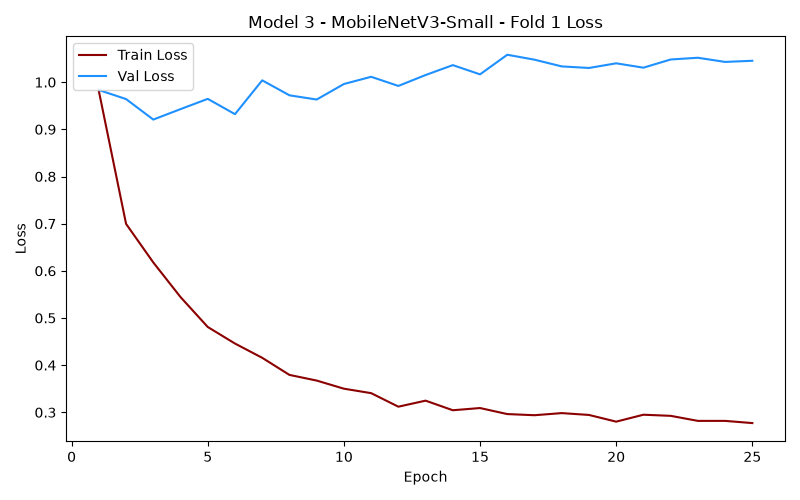 Model 3 - MobileNetV3-Small - Fold 1 Loss
Train Loss
Val Loss
1.0
0.9
0.8
0.7
0.6
0.5
0.4
0.3
Loss
0
5
10
15
20
25
Epoch